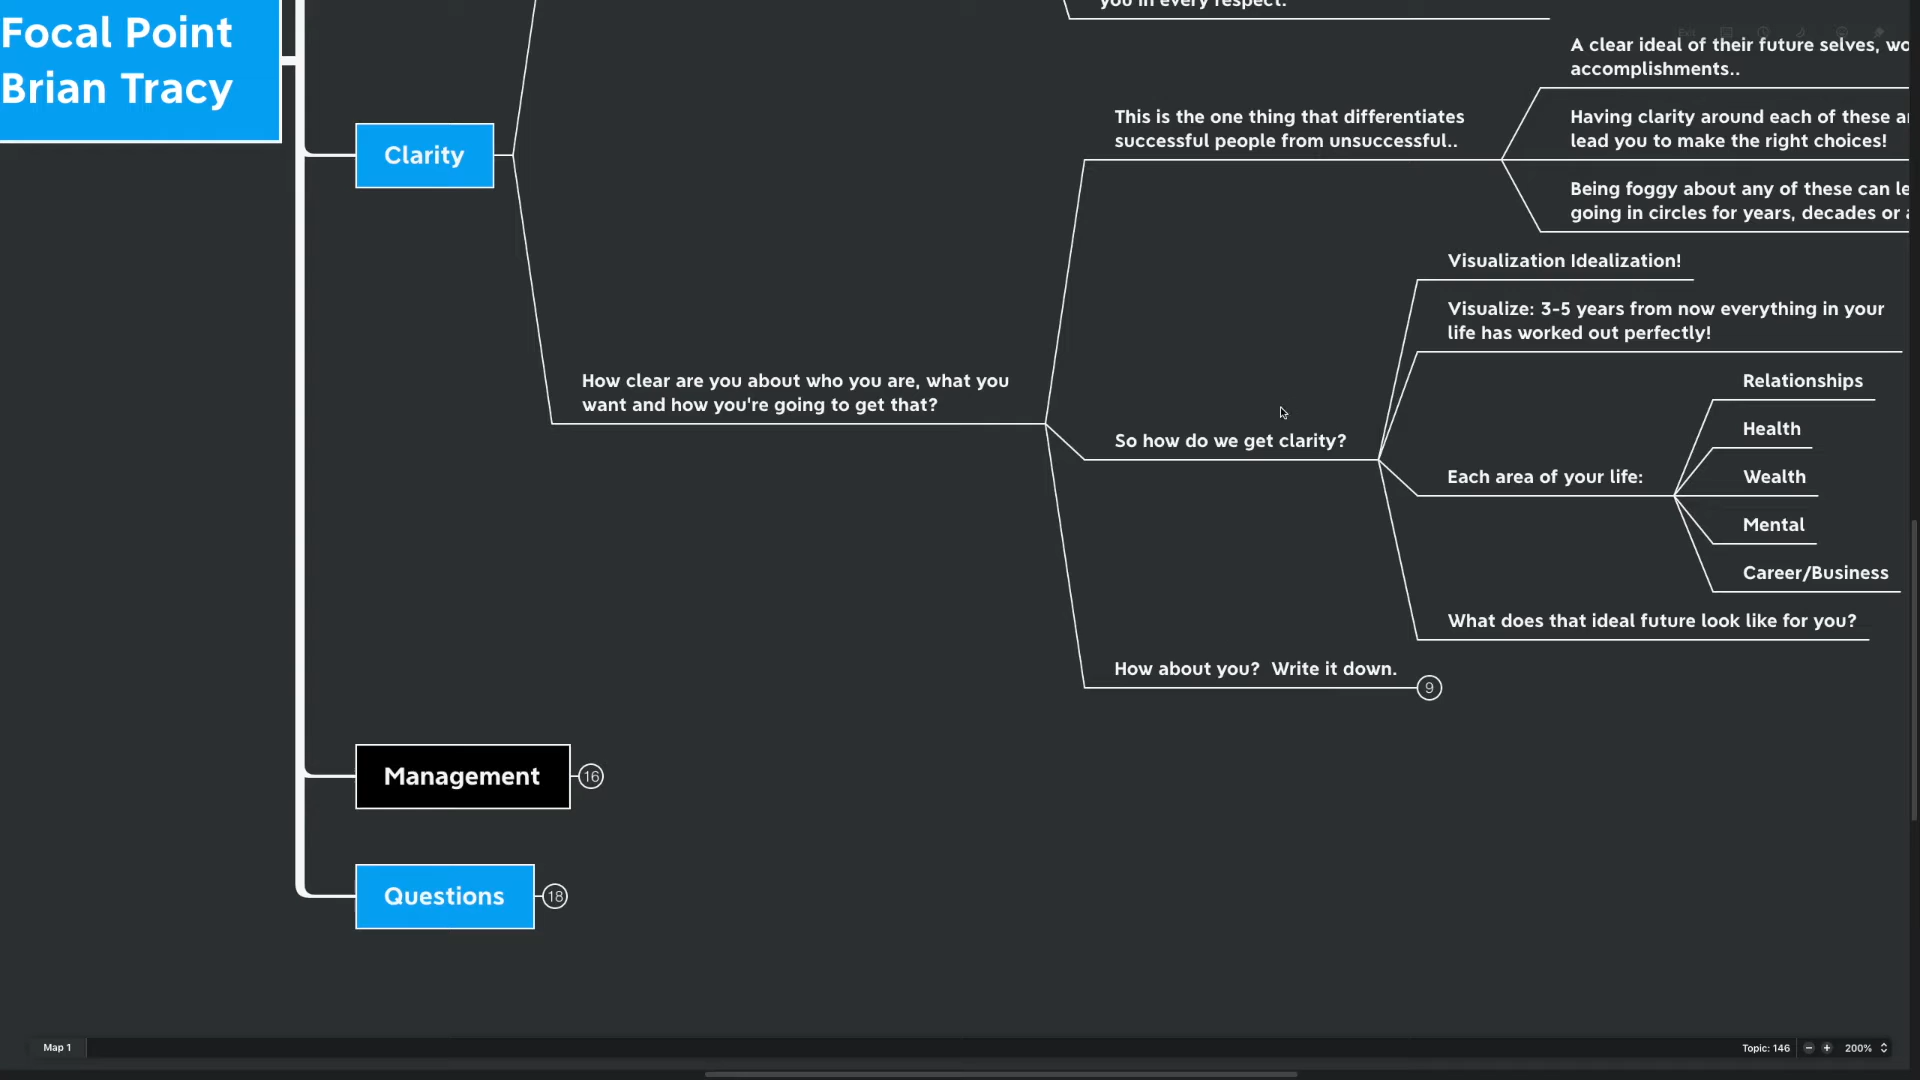 Focal Point
Brian Tracy
you in every respect.
A clear ideal of their future selves,
accomplishments..
This is the one thing that differentiates
successful people from unsuccessful..
Having clarity around each of these
lead you to make the right choices!
Being foggy about any of these can
going in circles for years, decades or
Clarity
Visualization Idealization!
Visualize: 3-5 years from now everything in your
life has worked out perfectly!
How clear are you about who you are, what you
want and how you're going to get that?
So how do we get clarity?
Each area of your life:
Relationships
Health
Wealth
Mental
Career/Business
What does that ideal future look like for you?
How about you?  Write it down.
9
Management
16
Questions
18
Map 1
Topic: 146
200%